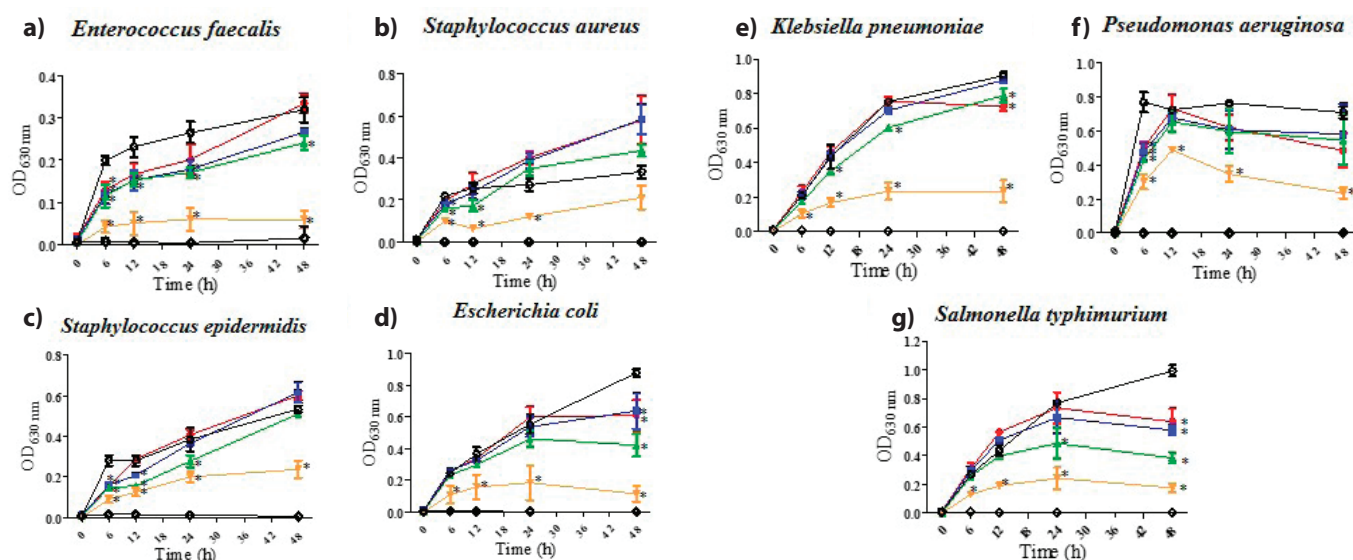 a) Enterococcus faecalis
OD630 nm
0.4
0.3
0.2
0.1
0.0
* * * * * * * * * *
0 6 12 18 24 30 36 42 48
Time (h)
b) Staphylococcus aureus
OD630 nm
0.8
0.6
0.4
0.2
0.0
* * * * *
0 6 12 18 24 30 36 42 48
Time (h)
c) Staphylococcus epidermidis
OD630 nm
0.8
0.6
0.4
0.2
0.0
* * * * * * * *
0 6 12 18 24 30 36 42 48
Time (h)
d) Escherichia coli
OD630 nm
1.0
0.8
0.6
0.4
0.2
0.0
* * * * * *
0 6 12 18 24 30 36 42 48
Time (h)
e) Klebsiella pneumoniae
OD630 nm
1.0
0.8
0.6
0.4
0.2
0.0
* * * * * * *
0 6 12 18 24 30 36 42 48
Time (h)
f) Pseudomonas aeruginosa
OD630 nm
1.0
0.8
0.6
0.4
0.2
0.0
* * * * * * *
0 6 12 18 24 30 36 42 48
Time (h)
g) Salmonella typhimurium
OD630 nm
1.2
1.0
0.8
0.6
0.4
0.2
0.0
* * * * * * * *
0 6 12 18 24 30 36 42 48
Time (h)